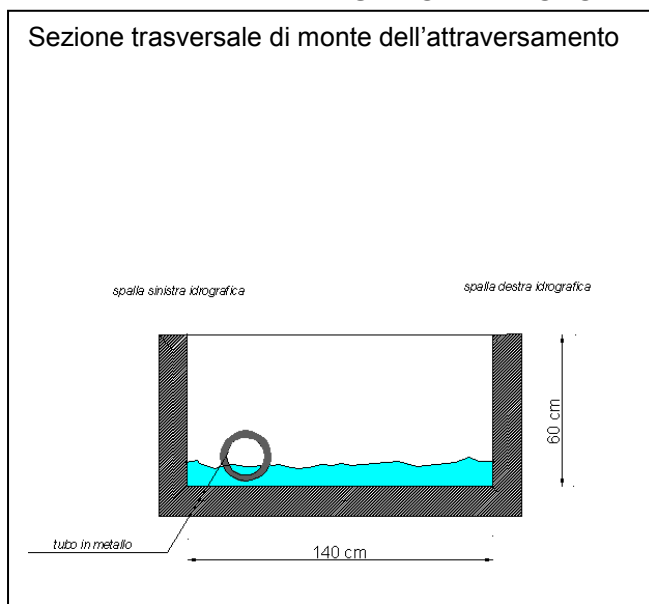 Sezione trasversale di monte dell'attraversamento
spalla sinistra idrografica
spalla destra idrografica
60 cm
tubo in metallo
140 cm